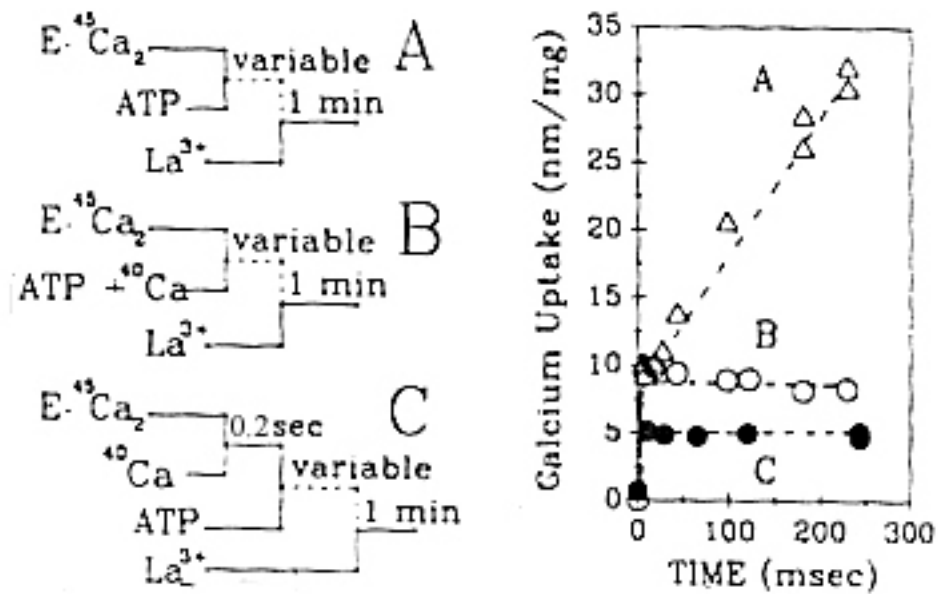 E·⁴⁵Ca₂
variable
A
ATP
1 min
La³⁺
E·⁴⁵Ca₂
variable
B
ATP + ⁴⁰Ca
1 min
La³⁺
E·⁴⁵Ca₂
0.2sec
C
⁴⁰Ca
variable
ATP
1 min
La³⁺
Galcium Uptake (nm/mg)
35
30
25
20
15
10
5
0
A
B
C
0 100 200 300
TIME (msec)